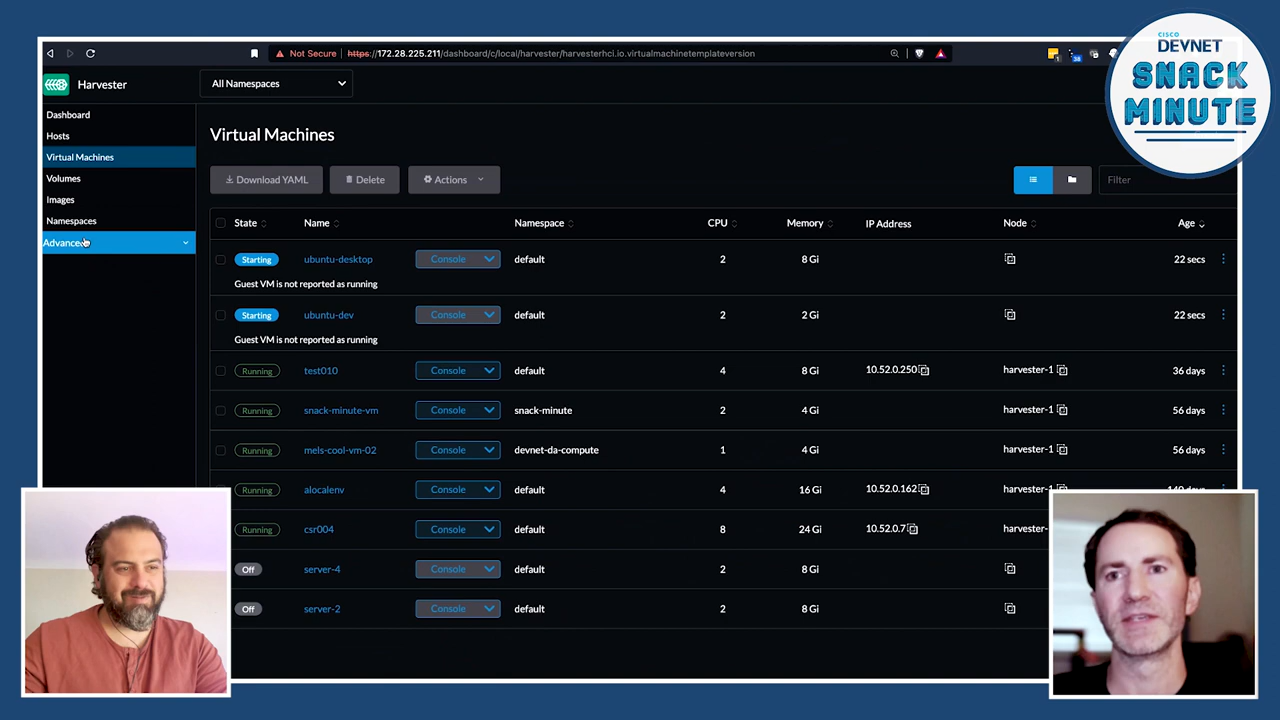 Not Secure https://172.28.225.211/dashboard/c/local/harvester/harvesterhci.io.virtualmachinetemplateversion
CISCO
DEVNET
SNACK
MINUTE
Harvester
All Namespaces
Dashboard
Hosts
Virtual Machines
Volumes
Images
Namespaces
Advanced
Virtual Machines
Download YAML Delete Actions Filter
State Name Namespace CPU Memory IP Address Node Age
Starting ubuntu-desktop Console default 2 8 Gi 22 secs
Guest VM is not reported as running
Starting ubuntu-dev Console default 2 2 Gi 22 secs
Guest VM is not reported as running
Running test010 Console default 4 8 Gi 10.52.0.250 harvester-1 36 days
Running snack-minute-vm Console snack-minute 2 4 Gi harvester-1 56 days
Running mels-cool-vm-02 Console devnet-da-compute 1 4 Gi harvester-1 56 days
Running alocalenv Console default 4 16 Gi 10.52.0.162 harvester-1 days
Running csr004 Console default 8 24 Gi 10.52.0.7 harvester-
Off server-4 Console default 2 8 Gi
Off server-2 Console default 2 8 Gi